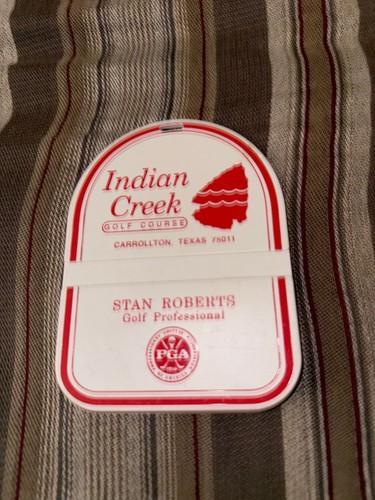 Indian
Creek
GOLF COURSE
CARROLLTON, TEXAS 75011
STAN ROBERTS
Golf Professional
PGA